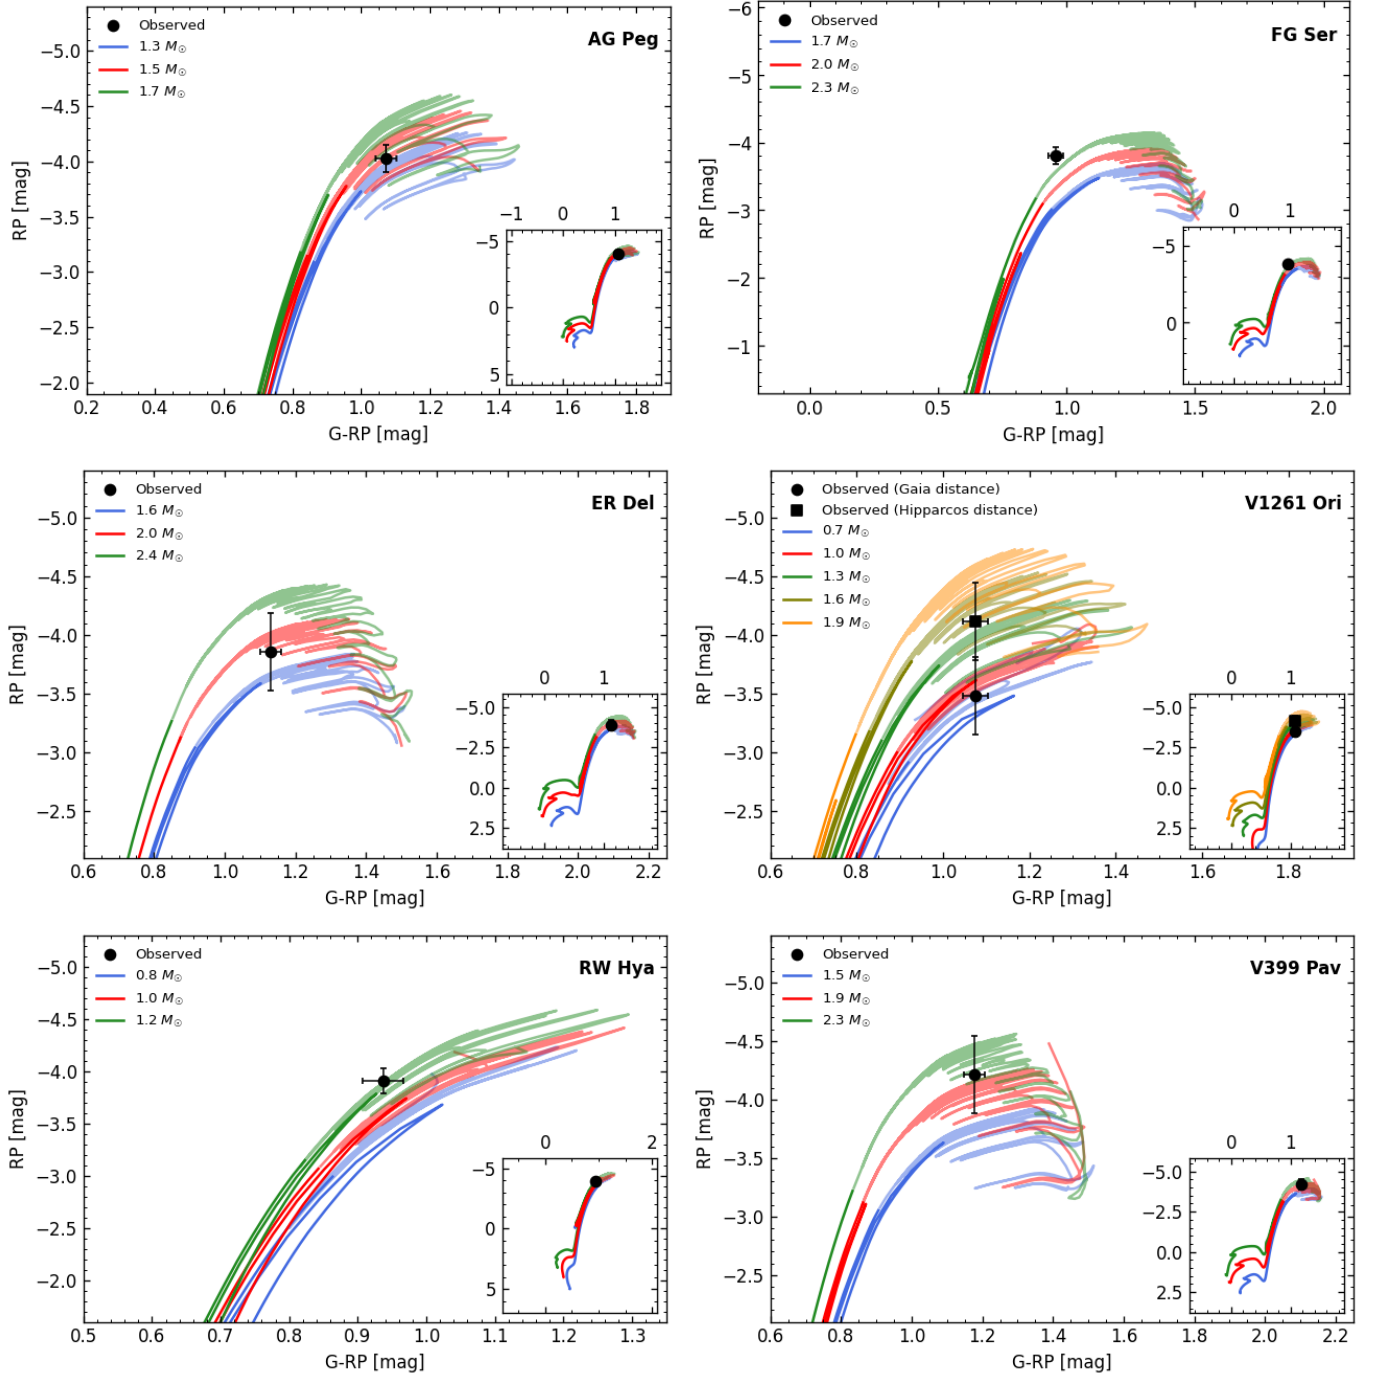 AG Peg
Observed
1.3 M☉
1.5 M☉
1.7 M☉
−5.0
−4.5
−4.0
−3.5
−3.0
−2.5
−2.0
RP [mag]
0.2 0.4 0.6 0.8 1.0 1.2 1.4 1.6 1.8
G-RP [mag]
−1 0 1
−5
0
5
FG Ser
Observed
1.7 M☉
2.0 M☉
2.3 M☉
−6
−5
−4
−3
−2
−1
RP [mag]
0.0 0.5 1.0 1.5 2.0
G-RP [mag]
0 1
−5
0
ER Del
Observed
1.6 M☉
2.0 M☉
2.4 M☉
−5.0
−4.5
−4.0
−3.5
−3.0
−2.5
RP [mag]
0.6 0.8 1.0 1.2 1.4 1.6 1.8 2.0 2.2
G-RP [mag]
0 1
−5.0
−2.5
0.0
2.5
V1261 Ori
Observed (Gaia distance)
Observed (Hipparcos distance)
0.7 M☉
1.0 M☉
1.3 M☉
1.6 M☉
1.9 M☉
−5.0
−4.5
−4.0
−3.5
−3.0
−2.5
RP [mag]
0.6 0.8 1.0 1.2 1.4 1.6 1.8
G-RP [mag]
0 1
−5.0
−2.5
0.0
2.5
RW Hya
Observed
0.8 M☉
1.0 M☉
1.2 M☉
−5.0
−4.5
−4.0
−3.5
−3.0
−2.5
−2.0
RP [mag]
0.5 0.6 0.7 0.8 0.9 1.0 1.1 1.2 1.3
G-RP [mag]
0 2
−5
0
5
V399 Pav
Observed
1.5 M☉
1.9 M☉
2.3 M☉
−5.0
−4.5
−4.0
−3.5
−3.0
−2.5
RP [mag]
0.6 0.8 1.0 1.2 1.4 1.6 1.8 2.0 2.2
G-RP [mag]
0 1
−5.0
−2.5
0.0
2.5